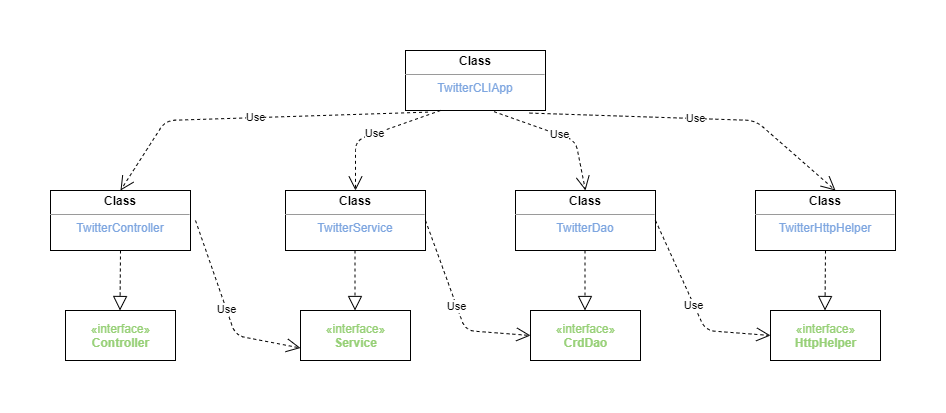 Class
TwitterCLIApp
Use
Use
Use
Use
Class
TwitterController
Class
TwitterService
Class
TwitterDao
Class
TwitterHttpHelper
Use
Use
Use
«interface»
Controller
«interface»
Service
«interface»
CrdDao
«interface»
HttpHelper